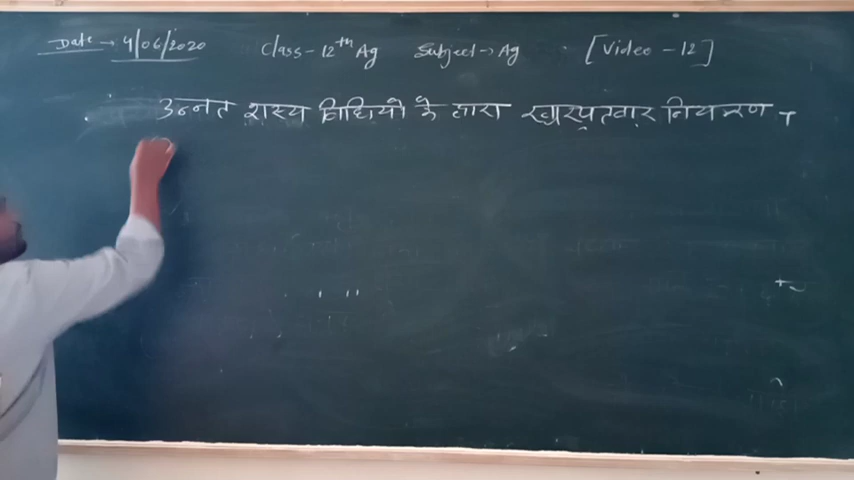 Date → 4/06/2020 Class - 12th Ag Subject → Ag [Video - 12]
उन्नत शस्य विधियों के द्वारा खरपतवार नियन्त्रण